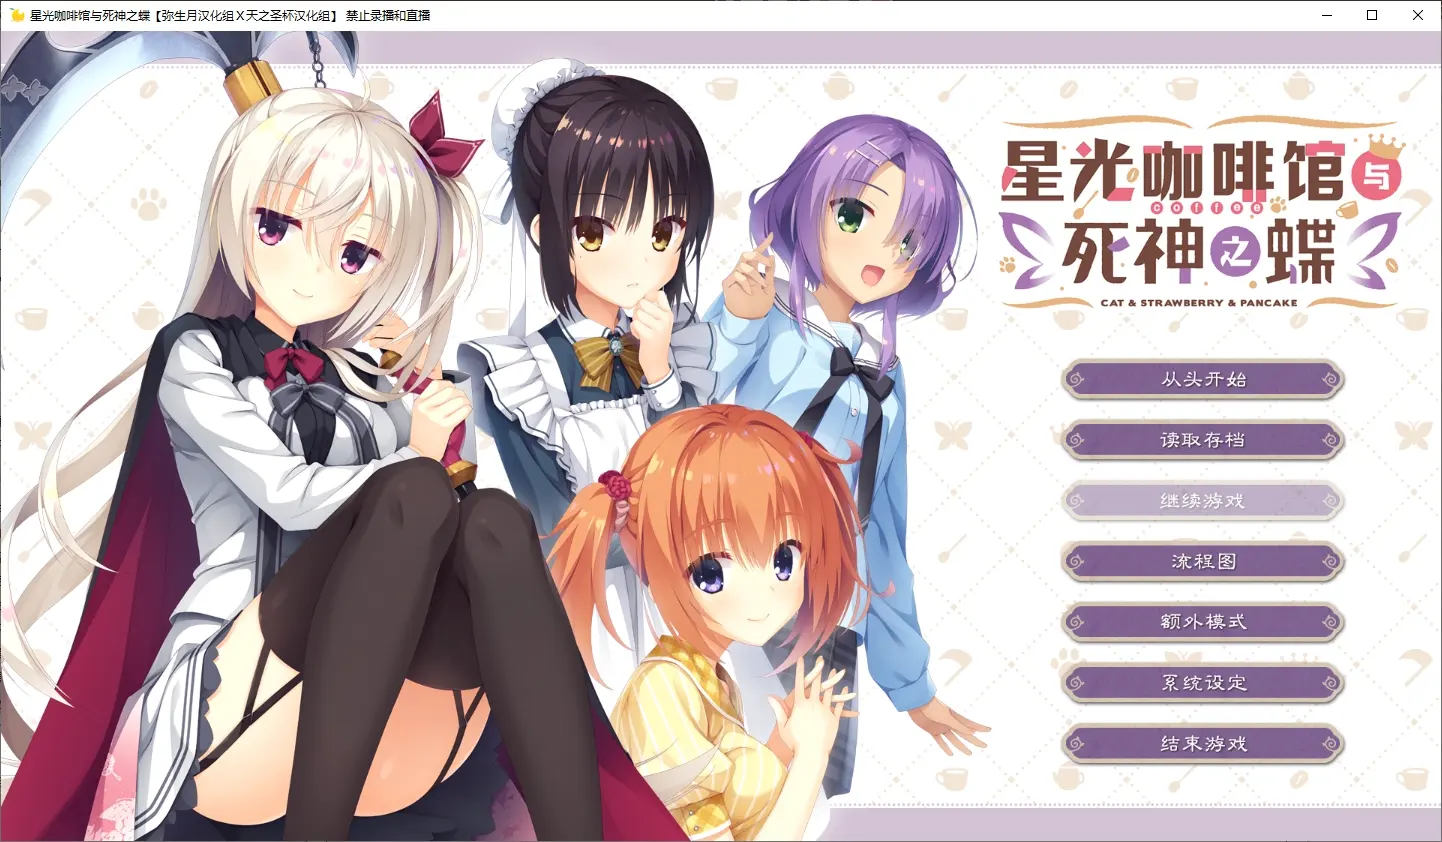 星光咖啡馆与死神之蝶【弥生月汉化组X天之圣杯汉化组】 禁止录播和直播
星光咖啡馆与
coffee
死神之蝶
CAT & STRAWBERRY & PANCAKE
从头开始
读取存档
继续游戏
流程图
额外模式
系统设定
结束游戏